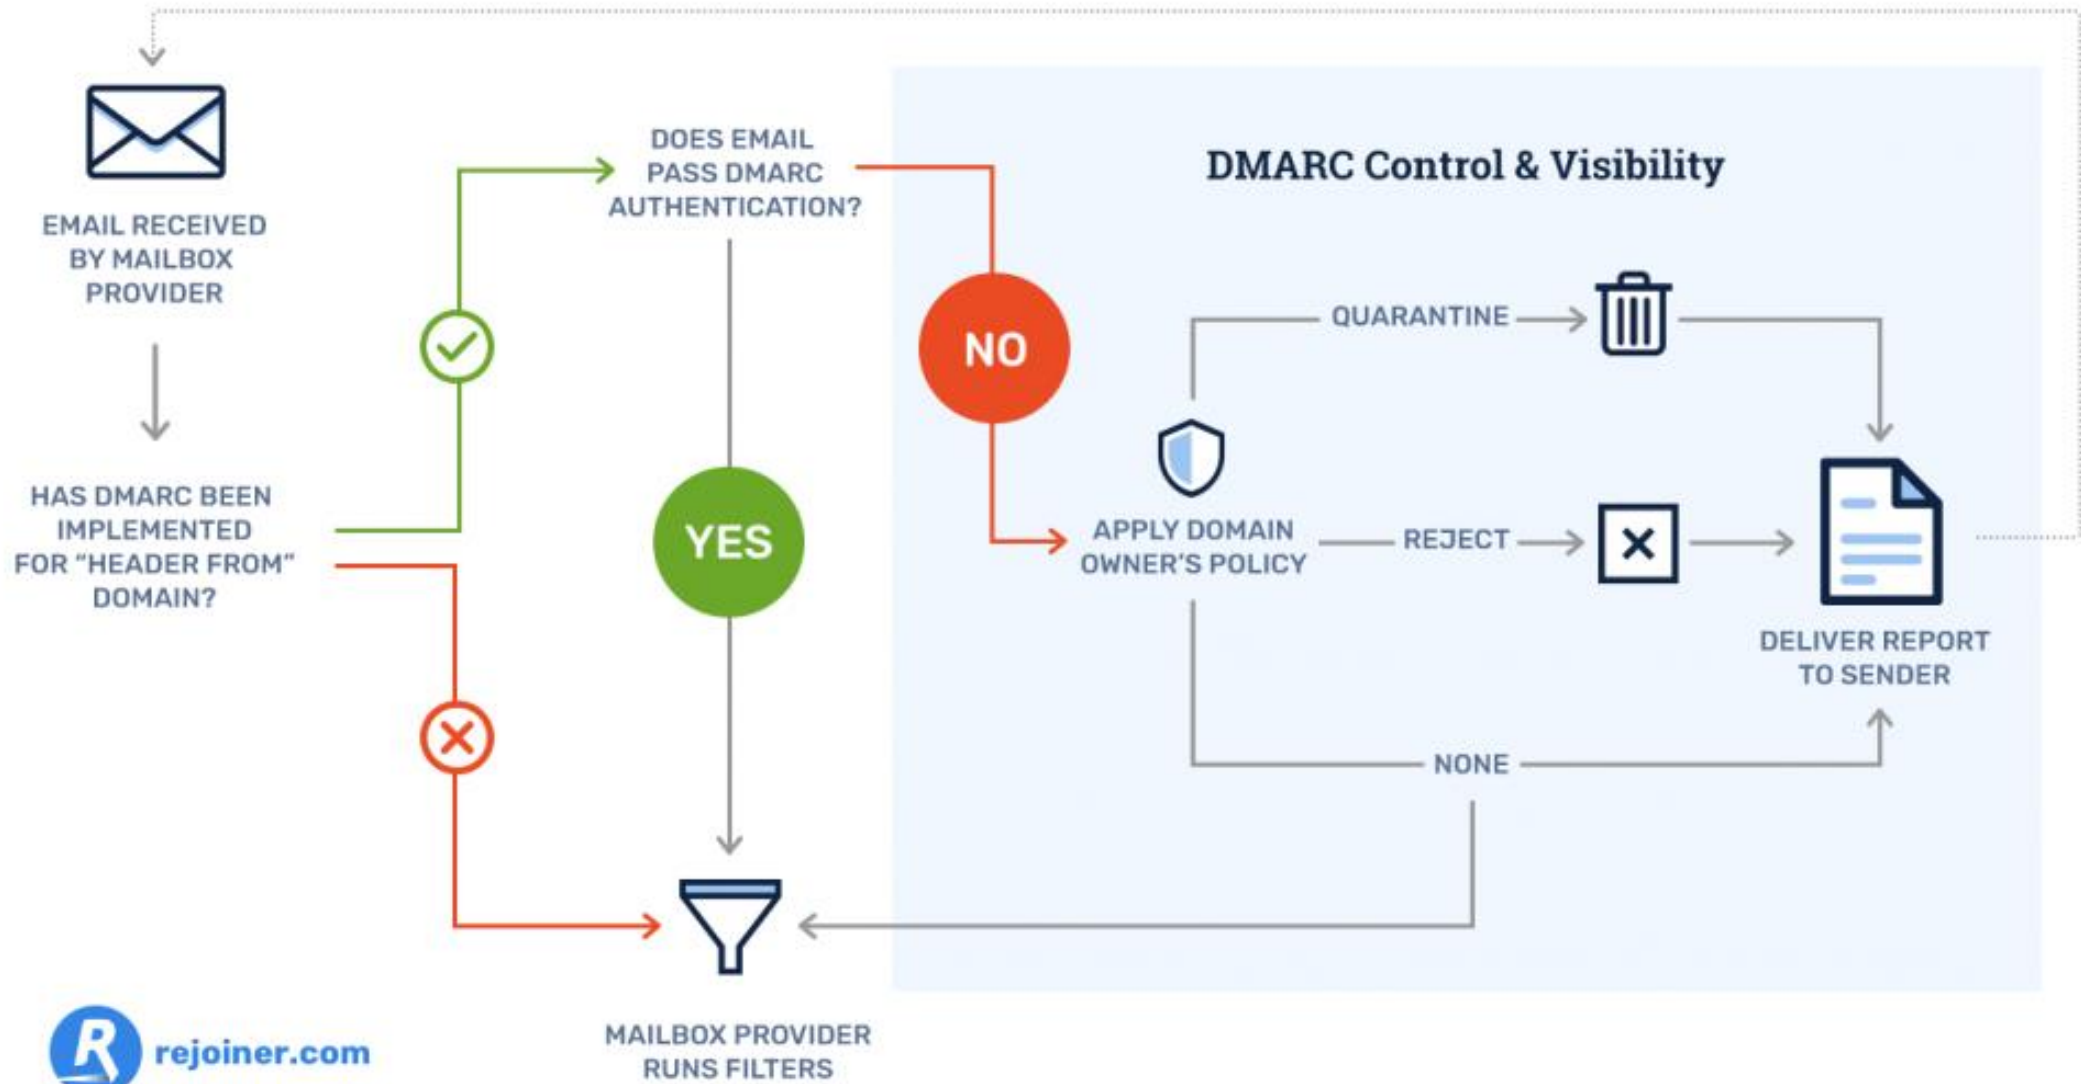 EMAIL RECEIVED
BY MAILBOX
PROVIDER
HAS DMARC BEEN
IMPLEMENTED
FOR “HEADER FROM”
DOMAIN?
DOES EMAIL
PASS DMARC
AUTHENTICATION?
YES
NO
MAILBOX PROVIDER
RUNS FILTERS
DMARC Control & Visibility
APPLY DOMAIN
OWNER'S POLICY
QUARANTINE
REJECT
NONE
DELIVER REPORT
TO SENDER
R rejoiner.com